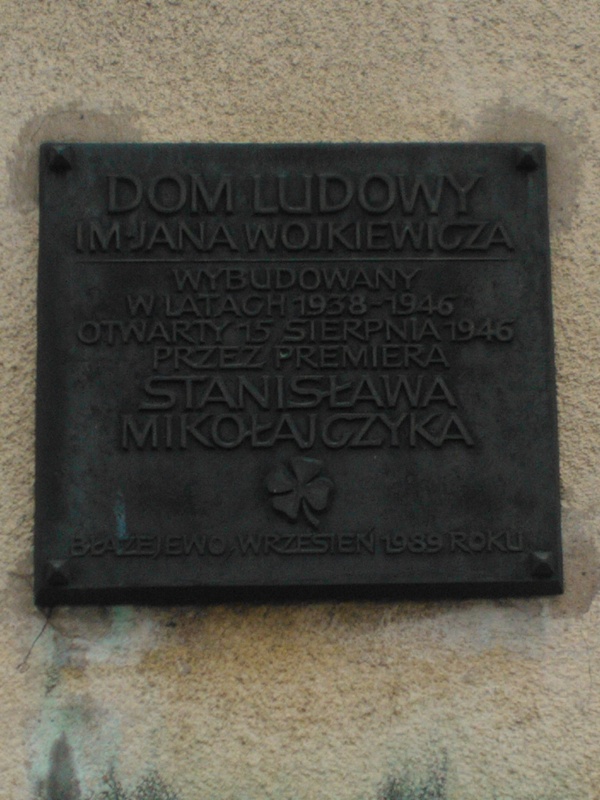 DOM LUDOWY
IM·JANA WOJKIEWICZA
WYBUDOWANY
W LATACH 1938-1946
OTWARTY 15 SIERPNIA 1946
PRZEZ PREMIERA
STANISŁAWA
MIKOŁAJCZYKA
BŁAŻEJEWO, WRZESIEŃ 1989 ROKU